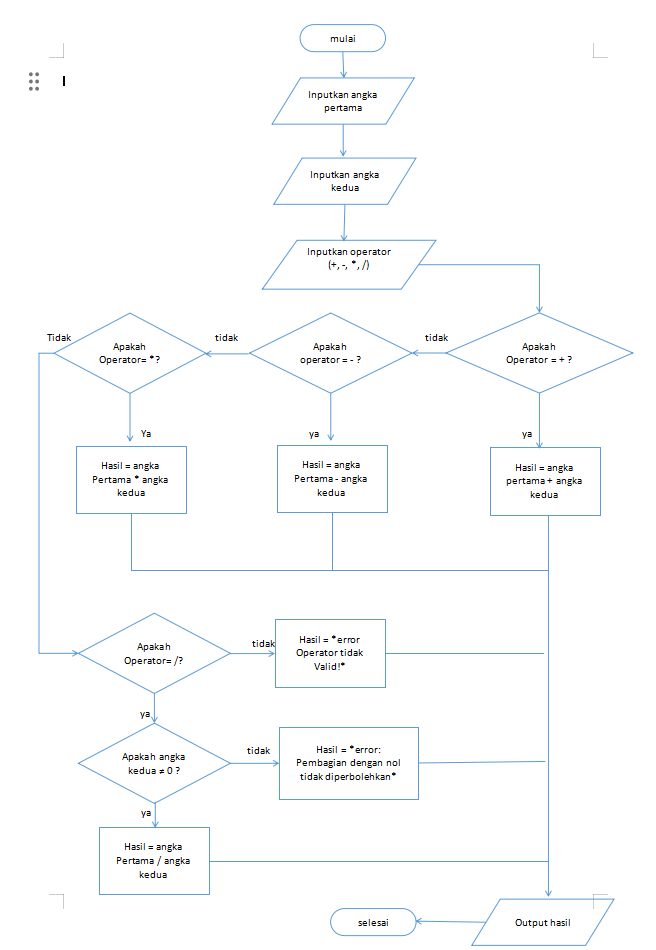 mulai
Inputkan angka
pertama
Inputkan angka
kedua
Inputkan operator
(+, -, *, /)
Tidak
Apakah
Operator= *?
tidak
Apakah
operator = - ?
tidak
Apakah
Operator = + ?
Ya
ya
ya
Hasil = angka
Pertama * angka
kedua
Hasil = angka
Pertama - angka
kedua
Hasil = angka
pertama + angka
kedua
Apakah
Operator= /?
tidak
Hasil = *error
Operator tidak
Valid!*
ya
Apakah angka
kedua ≠ 0 ?
tidak
Hasil = *error:
Pembagian dengan nol
tidak diperbolehkan*
ya
Hasil = angka
Pertama / angka
kedua
selesai
Output hasil